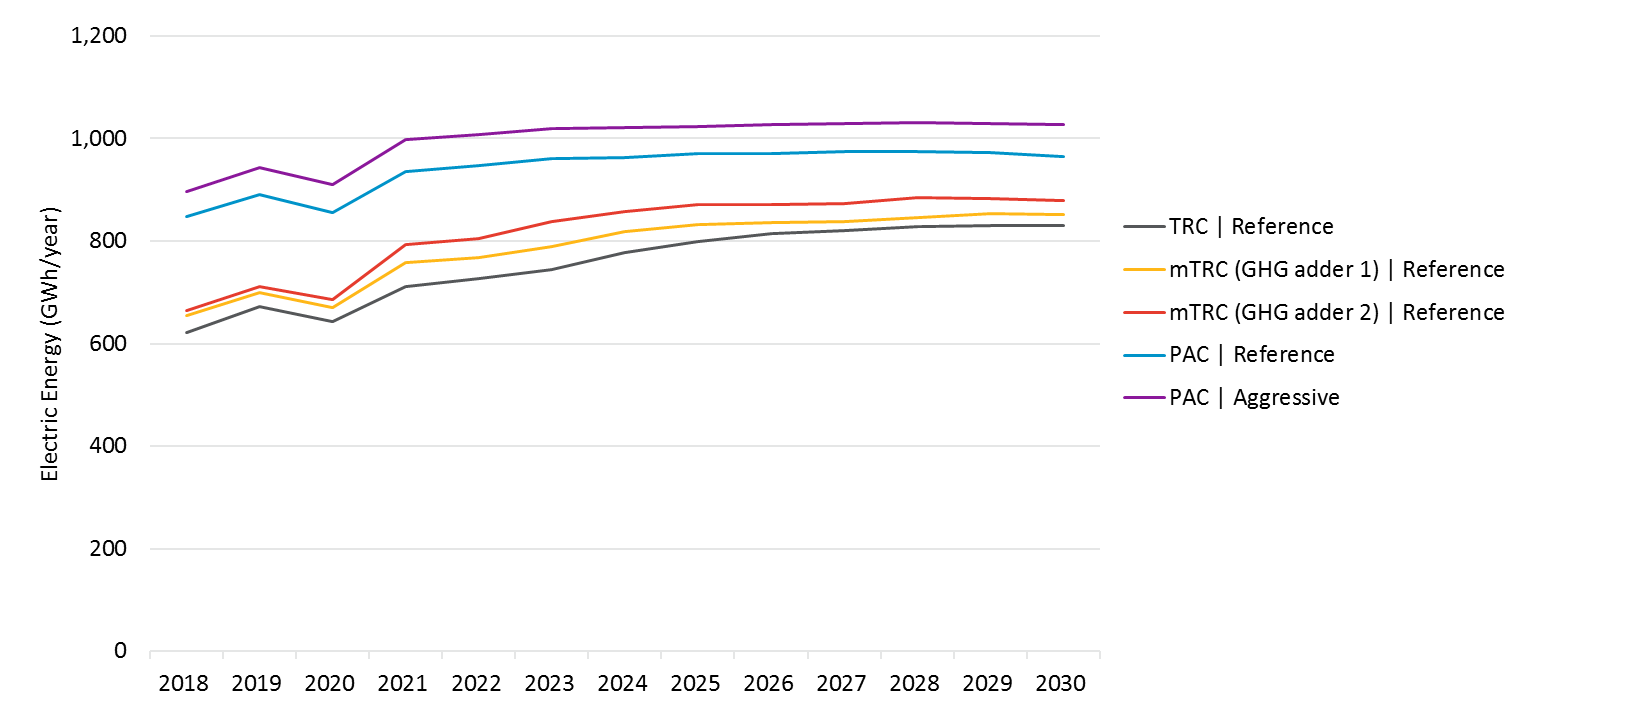 1,200
1,000
800
600
400
200
0
Electric Energy (GWh/year)
2018 2019 2020 2021 2022 2023 2024 2025 2026 2027 2028 2029 2030
TRC | Reference
mTRC (GHG adder 1) | Reference
mTRC (GHG adder 2) | Reference
PAC | Reference
PAC | Aggressive